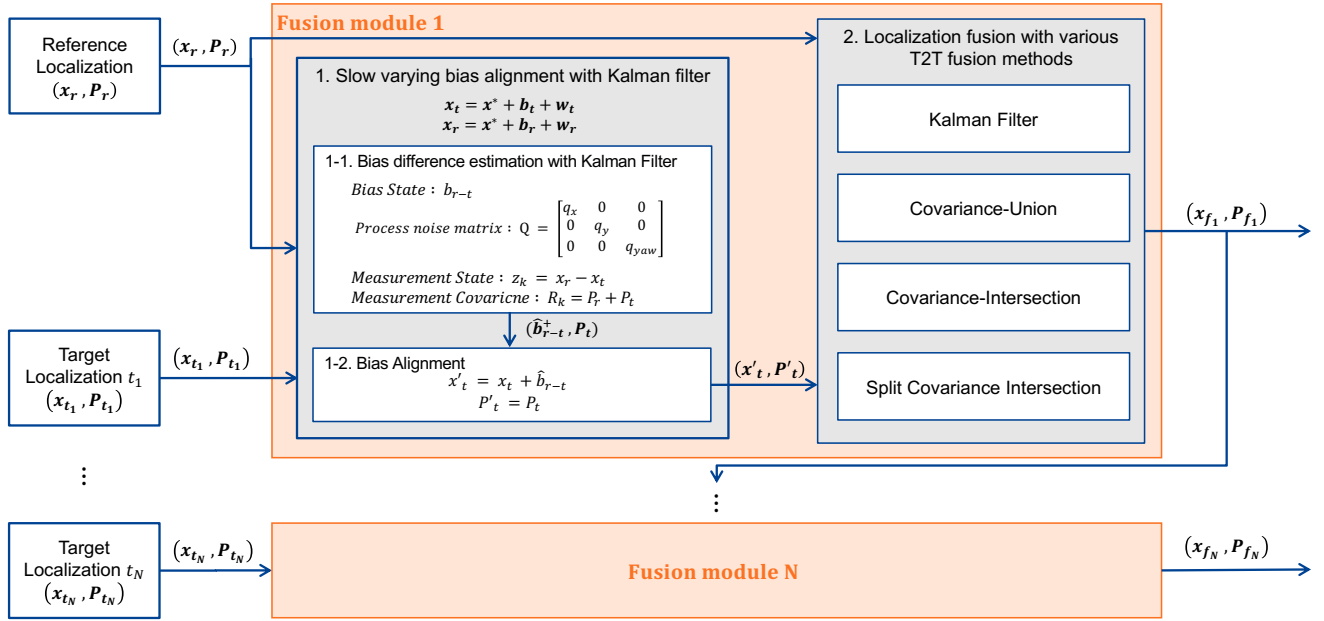 Reference
Localization
(x_r , P_r)
(x_r , P_r)
Fusion module 1
1. Slow varying bias alignment with Kalman filter
x_t = x* + b_t + w_t
x_r = x* + b_r + w_r
1-1. Bias difference estimation with Kalman Filter
Bias State : b_{r−t}
Process noise matrix : Q = [q_x 0 0
0 q_y 0
0 0 q_{yaw}]
Measurement State : z_k = x_r − x_t
Measurement Covaricne : R_k = P_r + P_t
(b̂⁺_{r−t} , P_t)
1-2. Bias Alignment
x′_t = x_t + b̂_{r−t}
P′_t = P_t
Target
Localization t_1
(x_{t_1} , P_{t_1})
(x_{t_1} , P_{t_1})
(x′_t , P′_t)
2. Localization fusion with various
T2T fusion methods
Kalman Filter
Covariance-Union
Covariance-Intersection
Split Covariance Intersection
(x_{f_1} , P_{f_1})
⋮
⋮
Target
Localization t_N
(x_{t_N} , P_{t_N})
(x_{t_N} , P_{t_N})
Fusion module N
(x_{f_N} , P_{f_N})